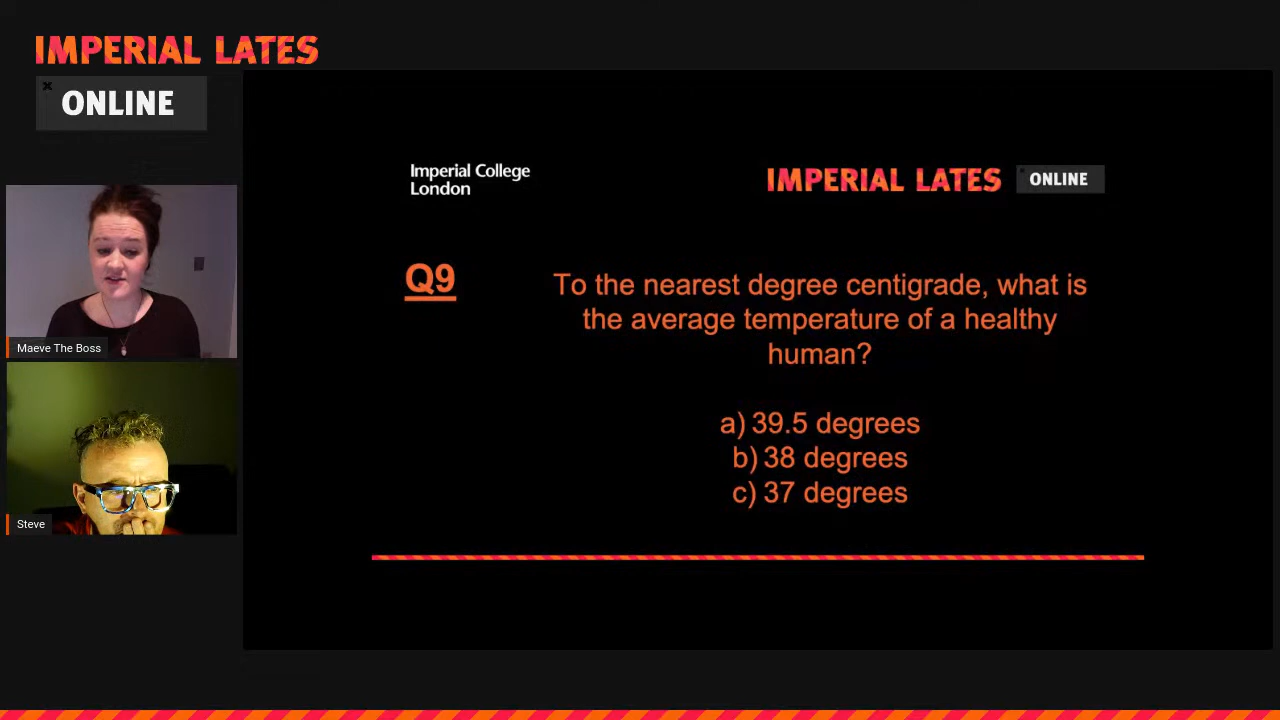 IMPERIAL LATES
ONLINE
Imperial College
London
IMPERIAL LATES ONLINE
Q9
To the nearest degree centigrade, what is
the average temperature of a healthy
human?
a) 39.5 degrees
b) 38 degrees
c) 37 degrees
Maeve The Boss
Steve